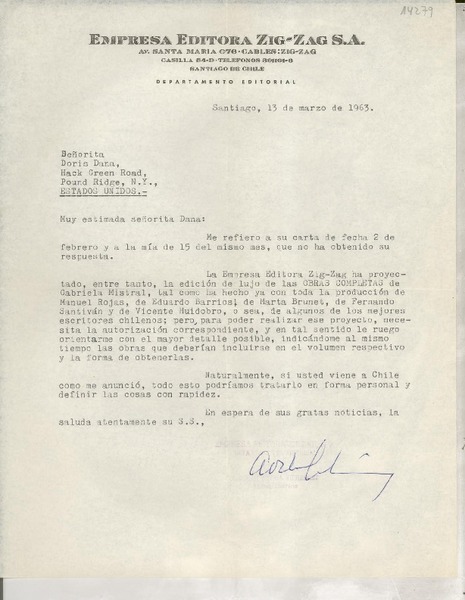 14279
EMPRESA EDITORA ZIG-ZAG S.A.
AV. SANTA MARIA 076 - CABLES: ZIG-ZAG
CASILLA 84-D - TELEFONOS
SANTIAGO DE CHILE
DEPARTAMENTO EDITORIAL
Santiago, 13 de marzo de 1963.
Señorita
Doris Dana,
Hack Green Road,
Pound Ridge, N.Y.,
ESTADOS UNIDOS.-
Muy estimada señorita Dana:
Me refiero a su carta de fecha 2 de
febrero y a la mía de 15 del mismo mes, que no ha obtenido su
respuesta.
La Empresa Editora Zig-Zag ha proyec-
tado, entre tanto, la edición de lujo de las OBRAS COMPLETAS de
Gabriela Mistral, tal como ha hecho ya con toda la producción de
Manuel Rojas, de Eduardo Barrios, de Marta Brunet, de Fernando
Santiván y de Vicente Huidobro, o sea, de algunos de los mejores
escritores chilenos; pero, para poder realizar ese proyecto, nece-
sita la autorización correspondiente, y en tal sentido le ruego
orientarme con el mayor detalle posible, indicándome al mismo
tiempo las obras que deberían incluirse en el volumen respectivo
y la forma de obtenerlas.
Naturalmente, si usted viene a Chile
como me anunció, todo esto podríamos tratarlo en forma personal y
definir las cosas con rapidez.
En espera de sus gratas noticias, la
saluda atentamente su S.S.,